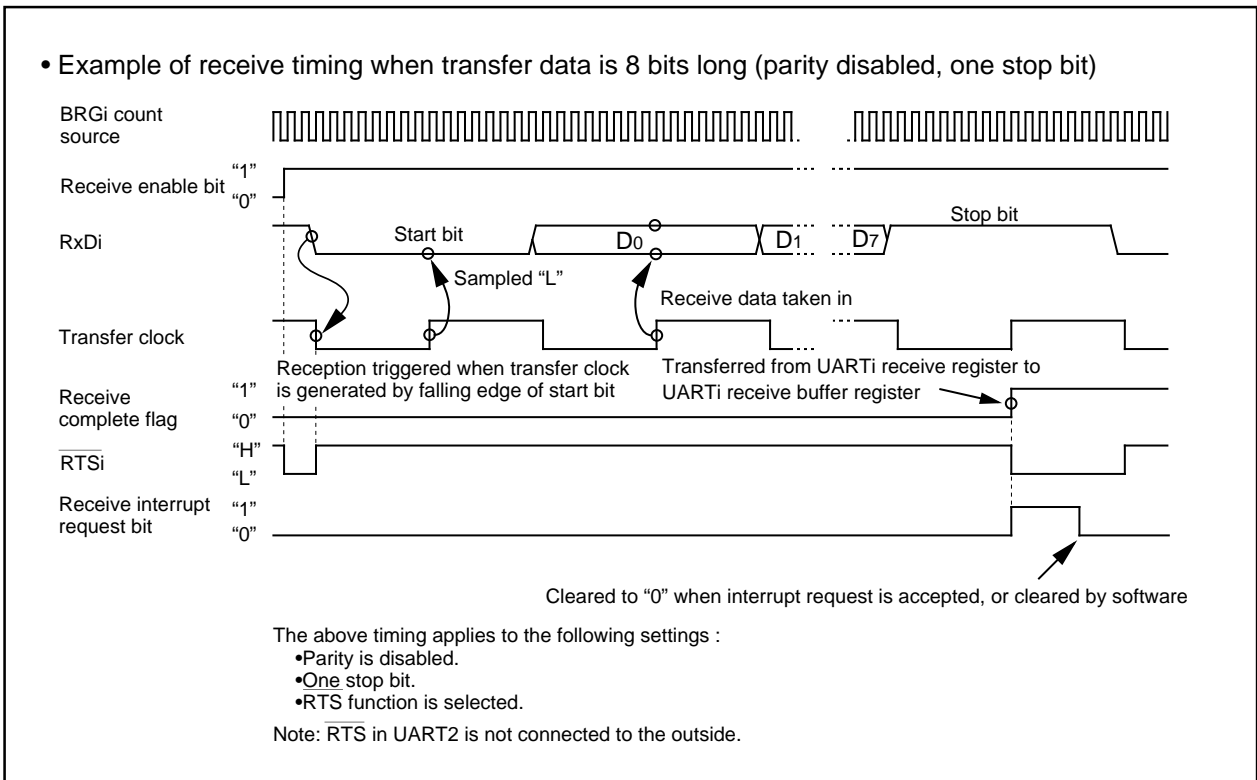 • Example of receive timing when transfer data is 8 bits long (parity disabled, one stop bit)
BRGi count
source
Receive enable bit
“1”
“0”
RxDi
Start bit
D0
D1
D7
Stop bit
Sampled “L”
Receive data taken in
Transfer clock
Reception triggered when transfer clock
is generated by falling edge of start bit
Transferred from UARTi receive register to
UARTi receive buffer register
Receive
complete flag
“1”
“0”
RTSi
“H”
“L”
Receive interrupt
request bit
“1”
“0”
Cleared to “0” when interrupt request is accepted, or cleared by software
The above timing applies to the following settings :
•Parity is disabled.
•One stop bit.
•RTS function is selected.
Note: RTS in UART2 is not connected to the outside.